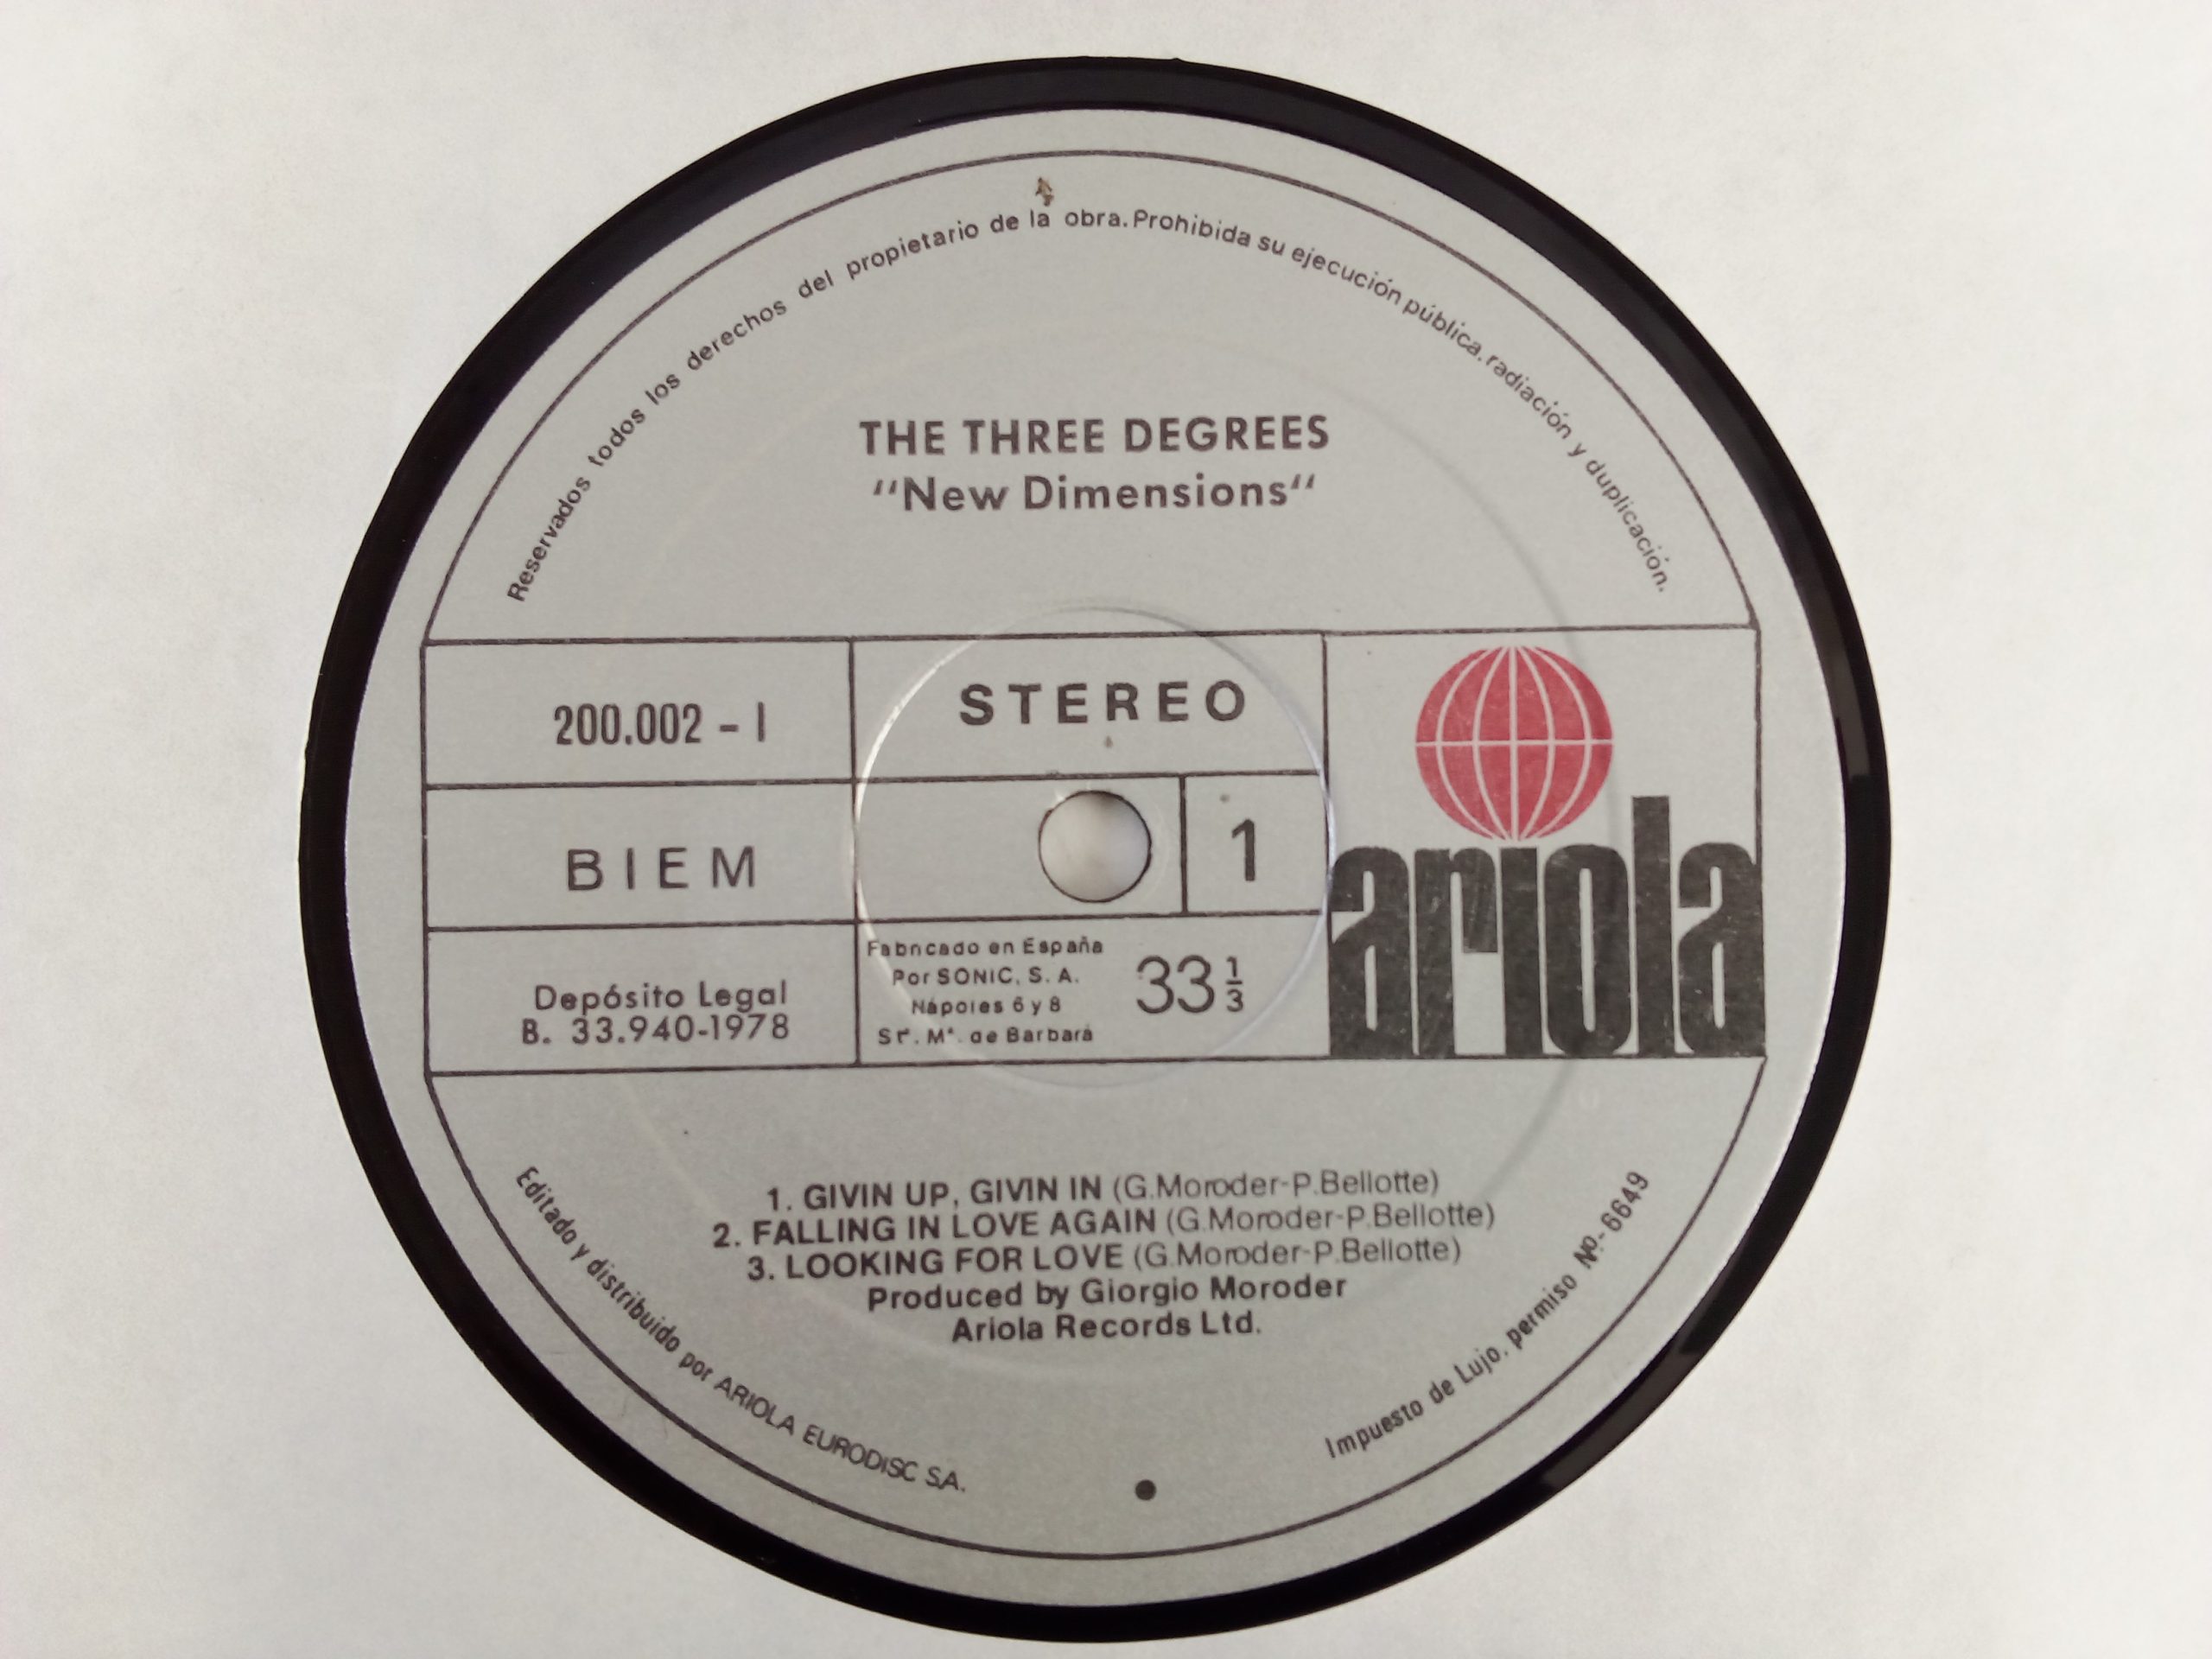 Reservados todos los derechos del propietario de la obra. Prohibida su ejecución pública, radiación y duplicación.
THE THREE DEGREES
“New Dimensions“
200.002 - I
STEREO
BIEM
1
ariola
Depósito Legal
B. 33.940-1978
Fabricado en España
Por SONIC, S. A.
Nápoles 6 y 8
Stª. Mª. de Barbará
33 1/3
1. GIVIN UP, GIVIN IN (G.Moroder-P.Bellotte)
2. FALLING IN LOVE AGAIN (G.Moroder-P.Bellotte)
3. LOOKING FOR LOVE (G.Moroder-P.Bellotte)
Produced by Giorgio Moroder
Ariola Records Ltd.
Editado y distribuido por ARIOLA EURODISC S.A.
Impuesto de Lujo, permiso Nº.-6649